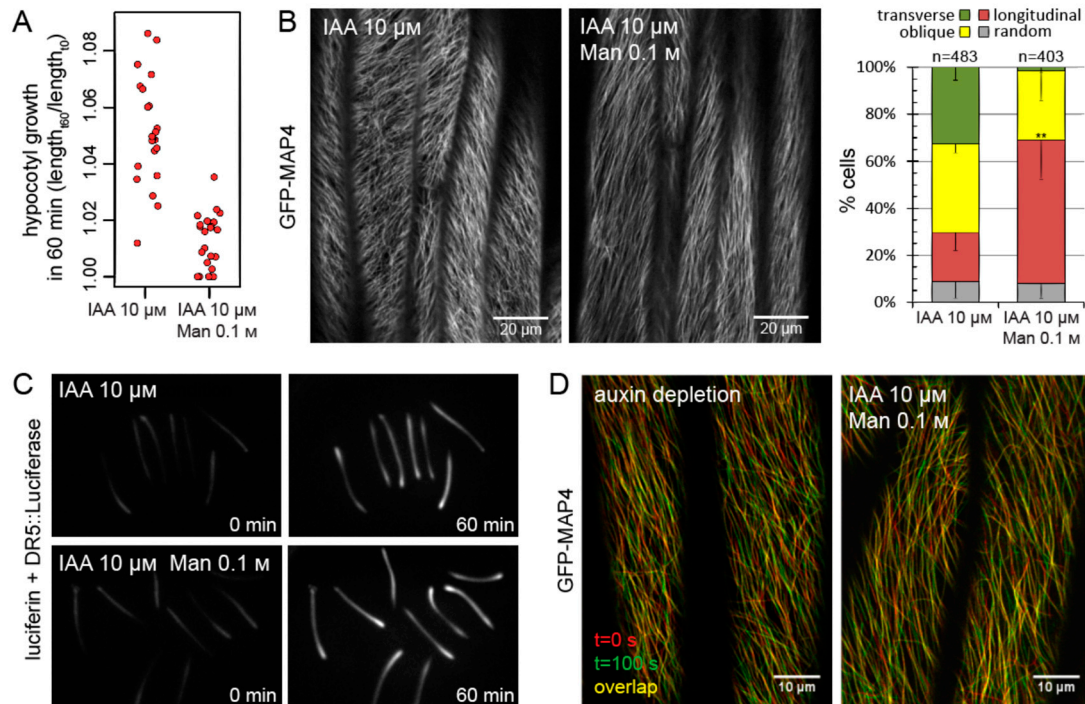 A
hypocotyl growth
in 60 min (length_t60/length_t0)
1.00 1.02 1.04 1.06 1.08
IAA 10 µM
IAA 10 µM
Man 0.1 M
B
GFP-MAP4
IAA 10 µM
20 µm
IAA 10 µM
Man 0.1 M
20 µm
transverse longitudinal
oblique random
n=483 n=403
% cells
100%
80%
60%
40%
20%
0%
**
IAA 10 µM IAA 10 µM
Man 0.1 M
C
luciferin + DR5::Luciferase
IAA 10 µM
0 min
60 min
IAA 10 µM Man 0.1 M
0 min
60 min
D
GFP-MAP4
auxin depletion
t=0 s
t=100 s
overlap
10 µm
IAA 10 µM
Man 0.1 M
10 µm